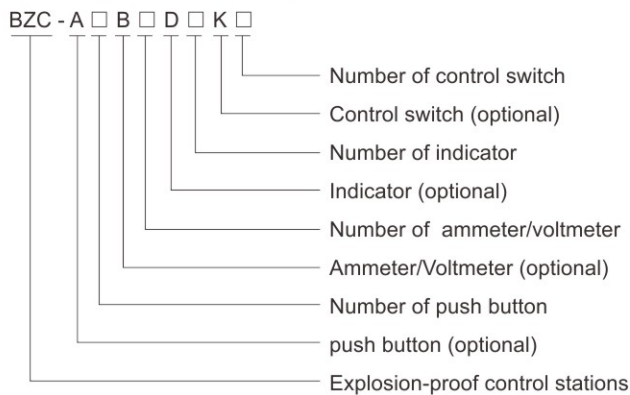 BZC - A □ B □ D □ K □
Number of control switch
Control switch (optional)
Number of indicator
Indicator (optional)
Number of ammeter/voltmeter
Ammeter/Voltmeter (optional)
Number of push button
push button (optional)
Explosion-proof control stations